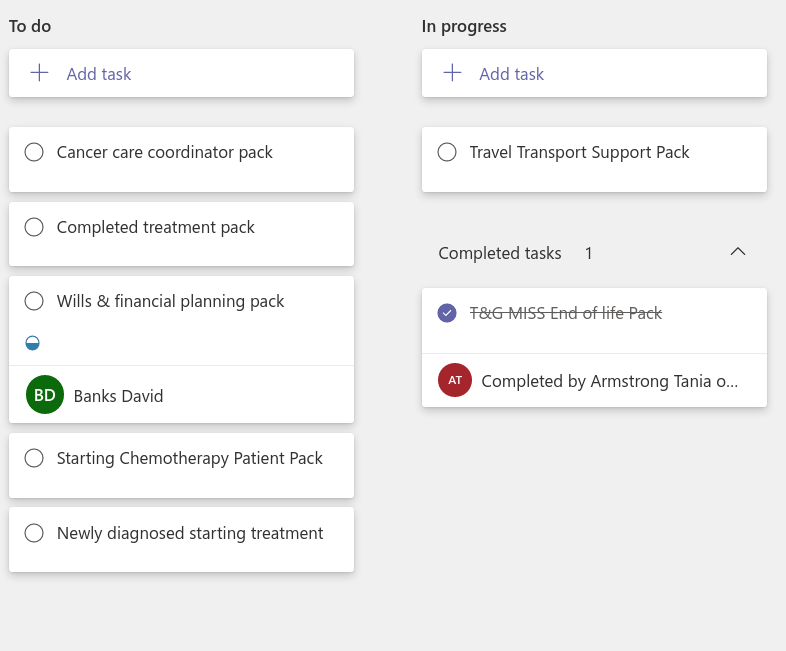 To do
Add task
Cancer care coordinator pack
Completed treatment pack
Wills & financial planning pack
BD Banks David
Starting Chemotherapy Patient Pack
Newly diagnosed starting treatment
In progress
Add task
Travel Transport Support Pack
Completed tasks 1
T&G MISS End of life Pack
AT Completed by Armstrong Tania o...